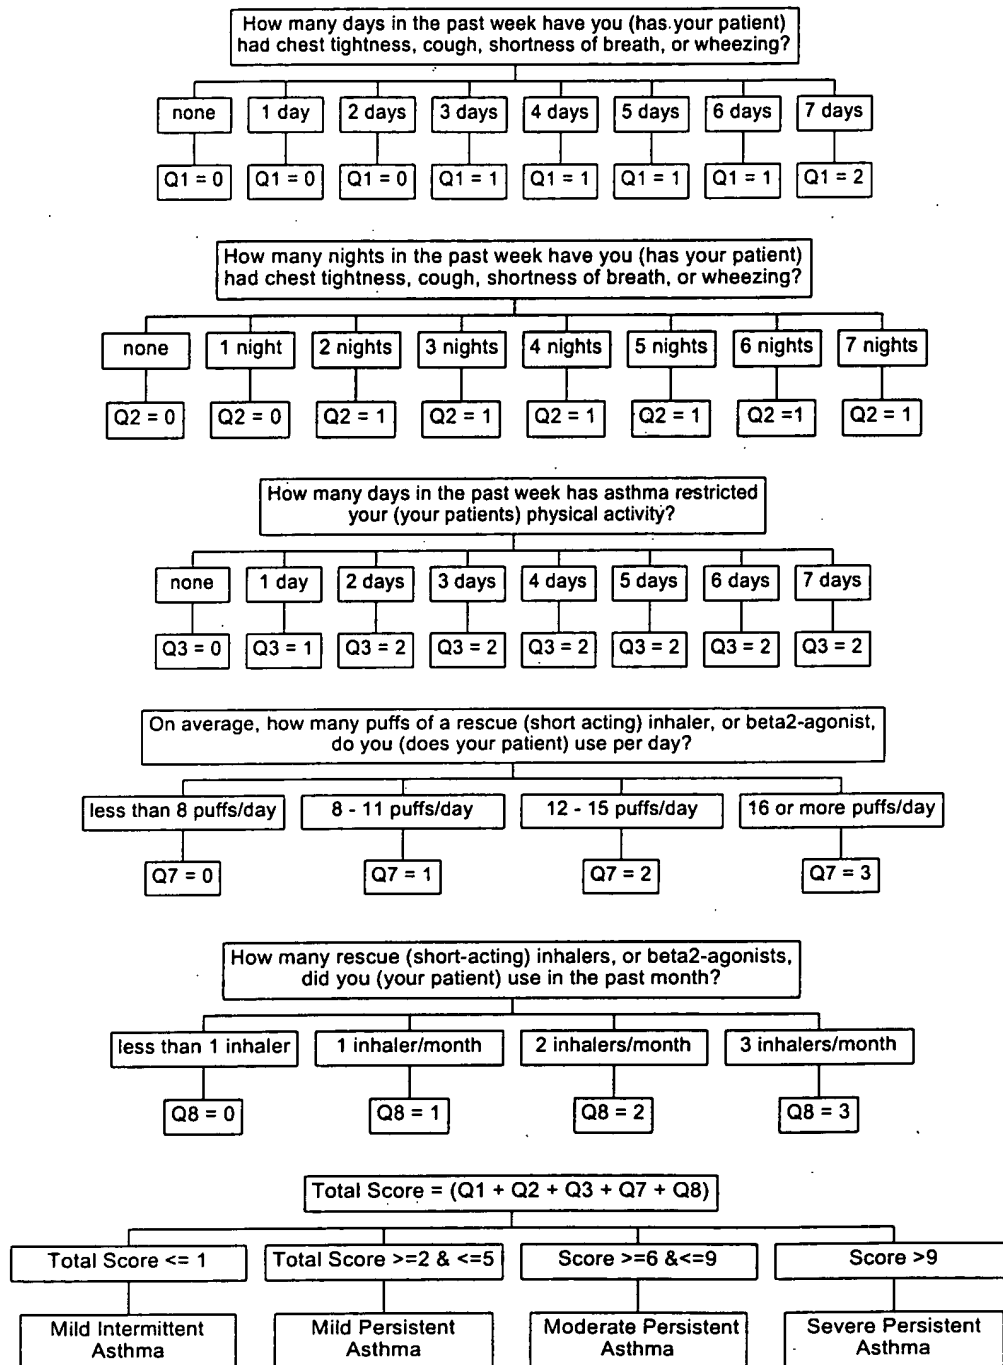 How many days in the past week have you (has your patient)
had chest tightness, cough, shortness of breath, or wheezing?
none 1 day 2 days 3 days 4 days 5 days 6 days 7 days
Q1 = 0 Q1 = 0 Q1 = 0 Q1 = 1 Q1 = 1 Q1 = 1 Q1 = 1 Q1 = 2
How many nights in the past week have you (has your patient)
had chest tightness, cough, shortness of breath, or wheezing?
none 1 night 2 nights 3 nights 4 nights 5 nights 6 nights 7 nights
Q2 = 0 Q2 = 0 Q2 = 1 Q2 = 1 Q2 = 1 Q2 = 1 Q2 =1 Q2 = 1
How many days in the past week has asthma restricted
your (your patients) physical activity?
none 1 day 2 days 3 days 4 days 5 days 6 days 7 days
Q3 = 0 Q3 = 1 Q3 = 2 Q3 = 2 Q3 = 2 Q3 = 2 Q3 = 2 Q3 = 2
On average, how many puffs of a rescue (short acting) inhaler, or beta2-agonist,
do you (does your patient) use per day?
less than 8 puffs/day 8 - 11 puffs/day 12 - 15 puffs/day 16 or more puffs/day
Q7 = 0 Q7 = 1 Q7 = 2 Q7 = 3
How many rescue (short-acting) inhalers, or beta2-agonists,
did you (your patient) use in the past month?
less than 1 inhaler 1 inhaler/month 2 inhalers/month 3 inhalers/month
Q8 = 0 Q8 = 1 Q8 = 2 Q8 = 3
Total Score = (Q1 + Q2 + Q3 + Q7 + Q8)
Total Score <= 1 Total Score >=2 & <=5 Score >=6 &<=9 Score >9
Mild Intermittent Mild Persistent Moderate Persistent Severe Persistent
Asthma Asthma Asthma Asthma